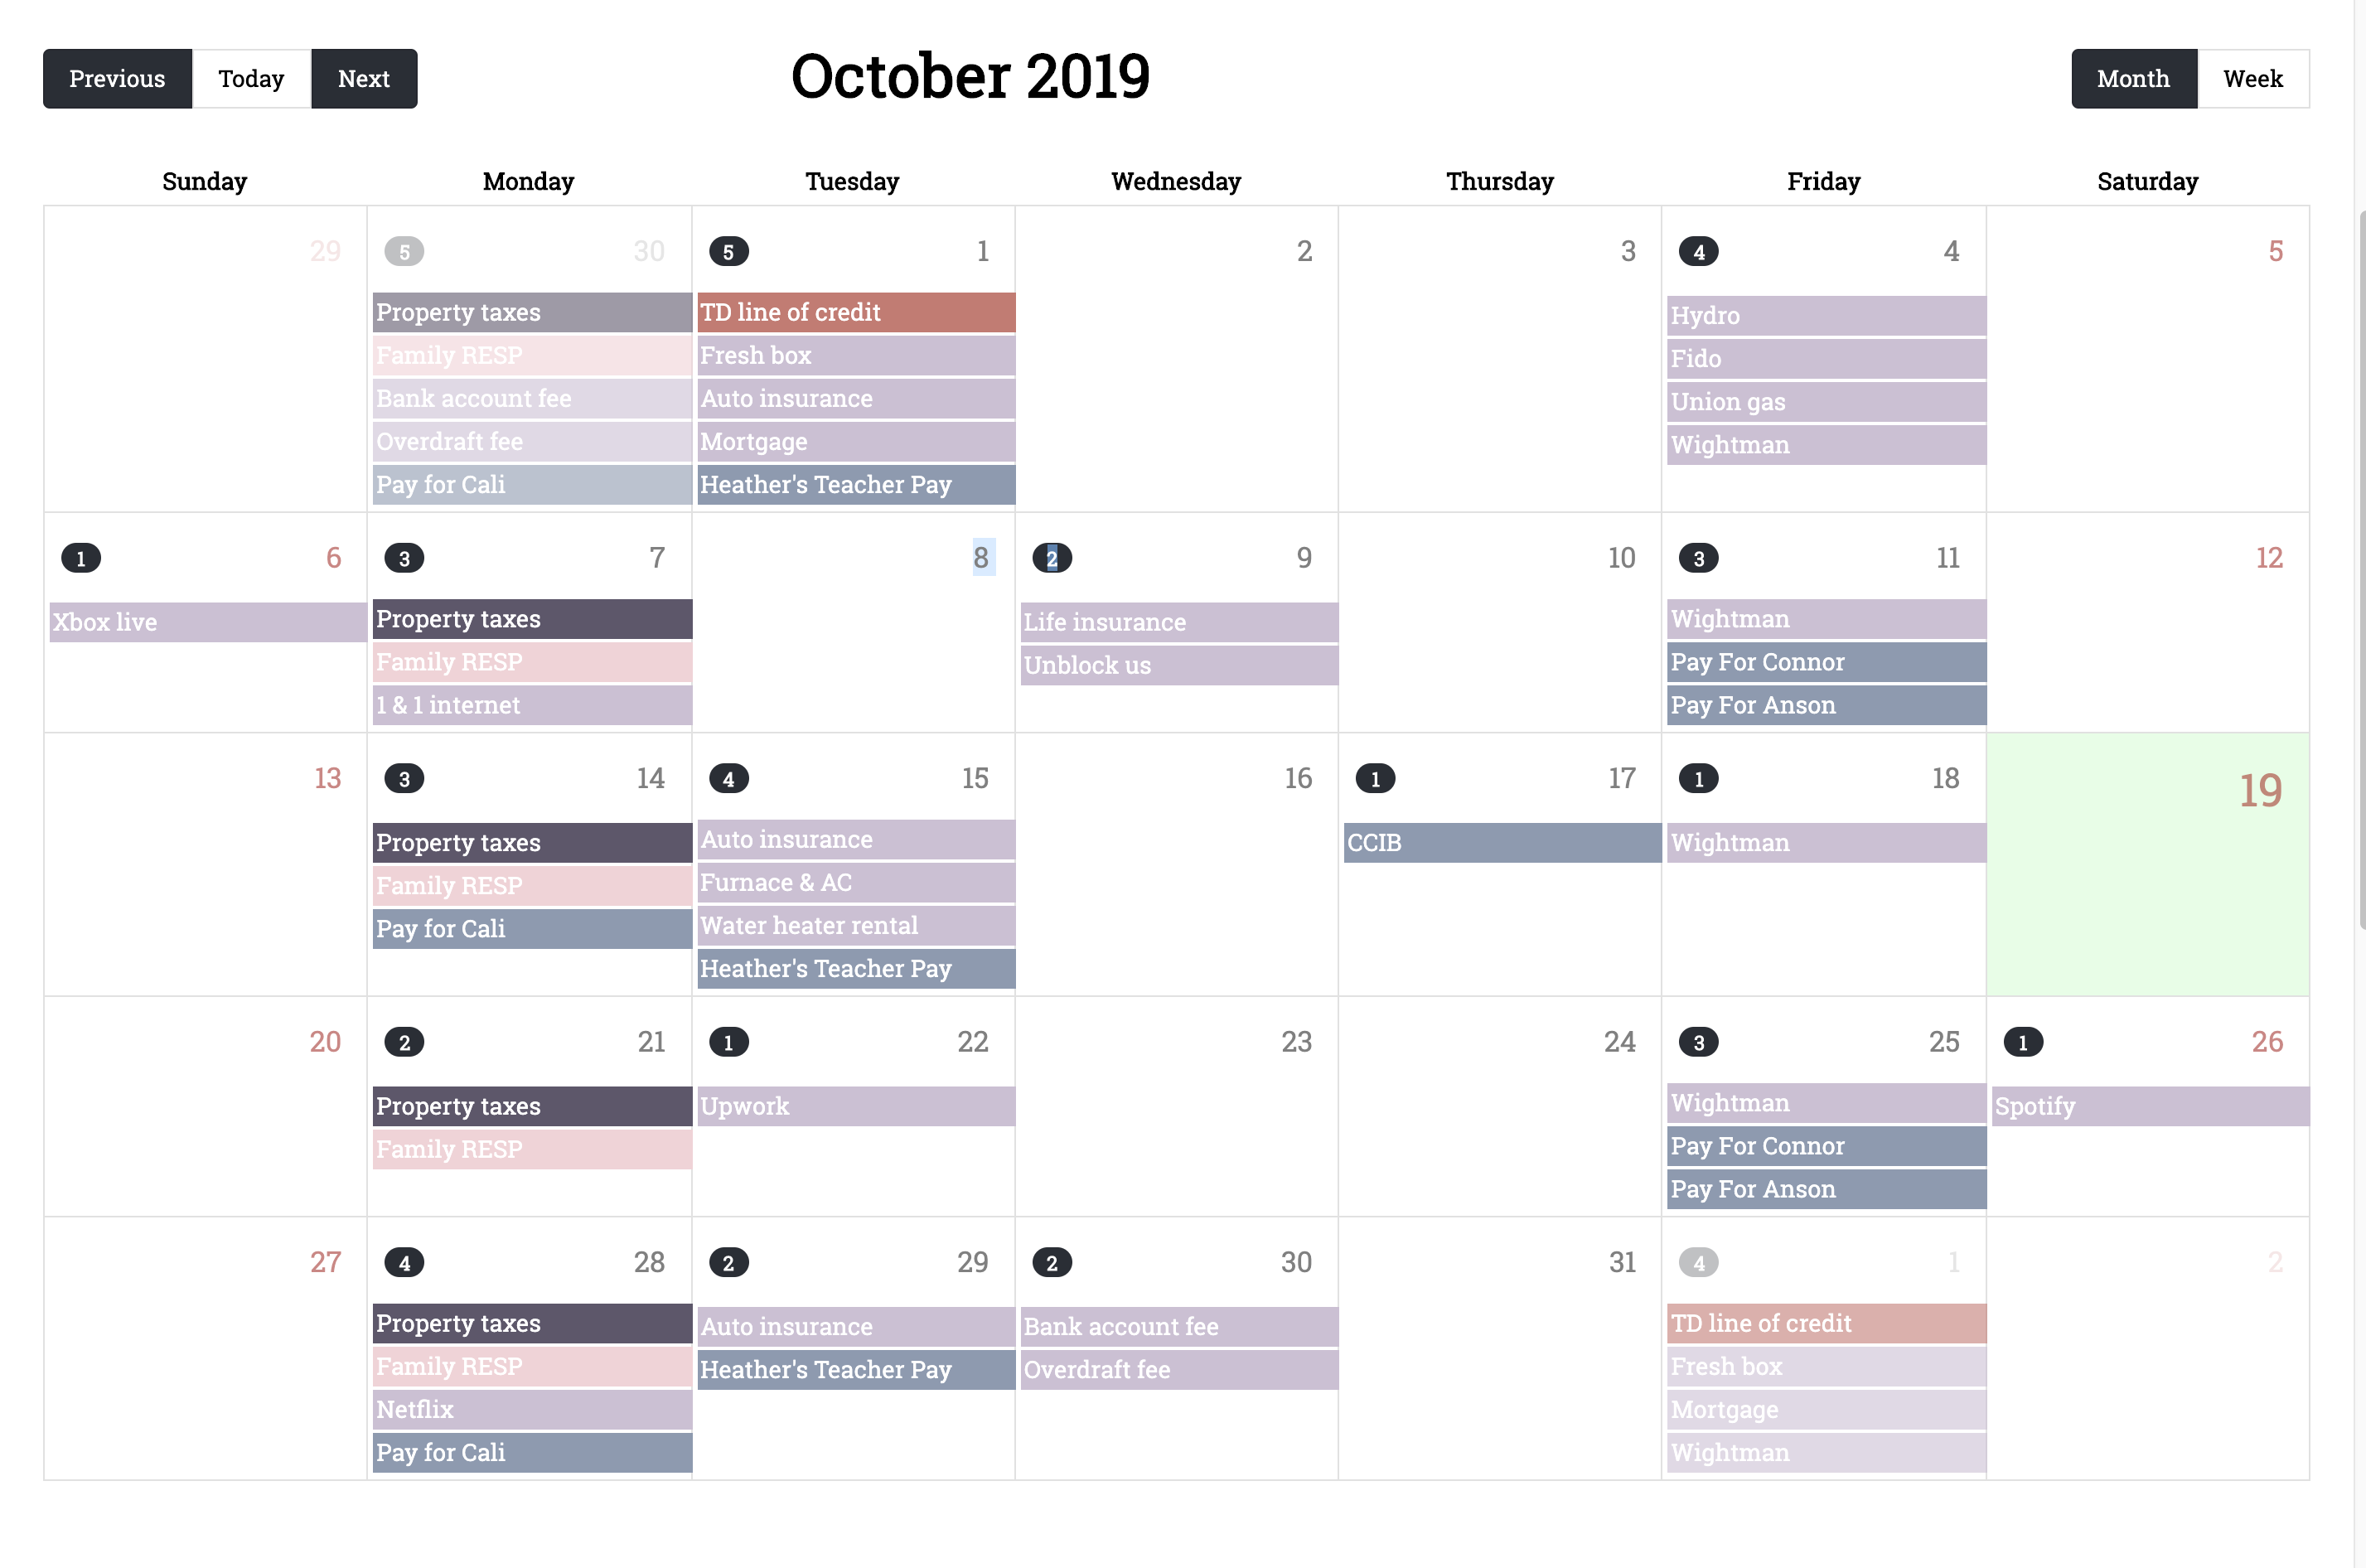 Previous Today Next
October 2019
Month Week
Sunday Monday Tuesday Wednesday Thursday Friday Saturday
29
5 30
Property taxes
Family RESP
Bank account fee
Overdraft fee
Pay for Cali
5 1
TD line of credit
Fresh box
Auto insurance
Mortgage
Heather's Teacher Pay
2
3
4 4
Hydro
Fido
Union gas
Wightman
5
1 6
Xbox live
3 7
Property taxes
Family RESP
1 & 1 internet
8
2 9
Life insurance
Unblock us
10
3 11
Wightman
Pay For Connor
Pay For Anson
12
13
3 14
Property taxes
Family RESP
Pay for Cali
4 15
Auto insurance
Furnace & AC
Water heater rental
Heather's Teacher Pay
16
1 17
CCIB
1 18
Wightman
19
20
2 21
Property taxes
Family RESP
1 22
Upwork
23
24
3 25
Wightman
Pay For Connor
Pay For Anson
1 26
Spotify
27
4 28
Property taxes
Family RESP
Netflix
Pay for Cali
2 29
Auto insurance
Heather's Teacher Pay
2 30
Bank account fee
Overdraft fee
31
4 1
TD line of credit
Fresh box
Mortgage
Wightman
2